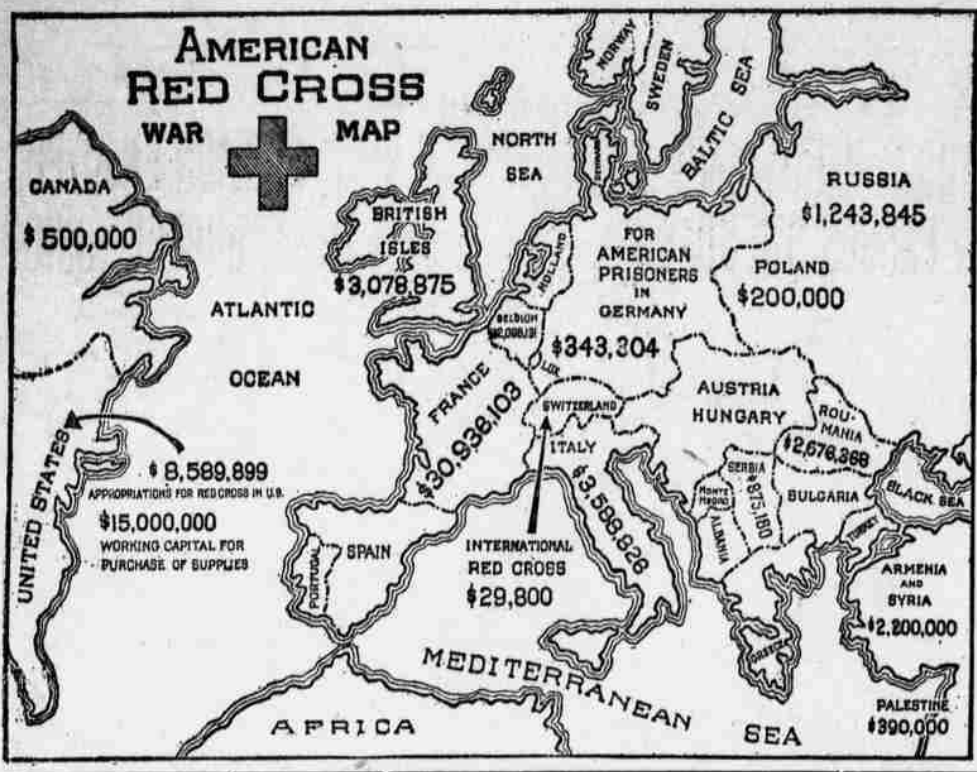 AMERICAN
RED CROSS
WAR MAP
NORWAY
SWEDEN
BALTIC SEA
NORTH
SEA
CANADA
$500,000
BRITISH
ISLES
$3,078,875
RUSSIA
$1,243,845
HOLLAND
FOR
AMERICAN
PRISONERS
IN
GERMANY
$343,304
POLAND
$200,000
ATLANTIC
OCEAN
BELGIUM
LUX.
FRANCE
$30,936,103
SWITZERLAND
AUSTRIA
HUNGARY
ROU-
MANIA
$2,676,368
ITALY
$3,588,826
SERBIA
$875,180
MONTE
NEGRO
BULGARIA
BLACK SEA
ALBANIA
TURKEY
UNITED STATES
$8,589,899
APPROPRIATIONS FOR RED CROSS IN U.S.
$15,000,000
WORKING CAPITAL FOR
PURCHASE OF SUPPLIES
PORTUGAL
SPAIN
INTERNATIONAL
RED CROSS
$29,800
ARMENIA
AND
SYRIA
$2,200,000
GREECE
MEDITERRANEAN SEA
AFRICA
PALESTINE
$390,000